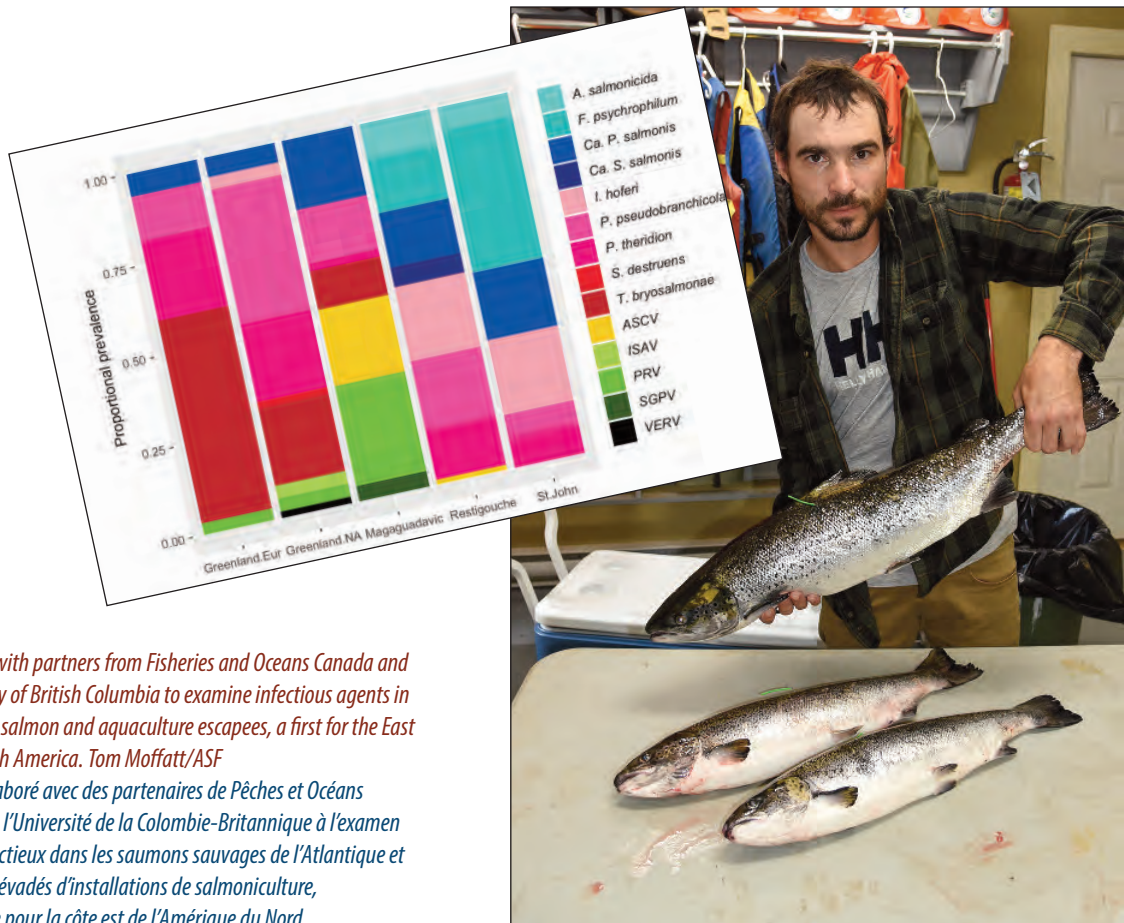 1.00
0.75
0.50
0.25
0.00
Proportional prevalence
Greenland.Eur Greenland.NA Magaguadavic Restigouche St.John
A. salmonicida
F. psychrophilum
Ca. P. salmonis
Ca. S. salmonis
I. hoferi
P. pseudobranchicola
P. theridion
S. destruens
T. bryosalmonae
ASCV
ISAV
PRV
SGPV
VERV
HH
with partners from Fisheries and Oceans Canada and
y of British Columbia to examine infectious agents in
salmon and aquaculture escapees, a first for the East
h America. Tom Moffatt/ASF
aboré avec des partenaires de Pêches et Océans
l'Université de la Colombie-Britannique à l'examen
ctieux dans les saumons sauvages de l'Atlantique et
évadés d'installations de salmoniculture,
pour la côte est de l'Amérique du Nord